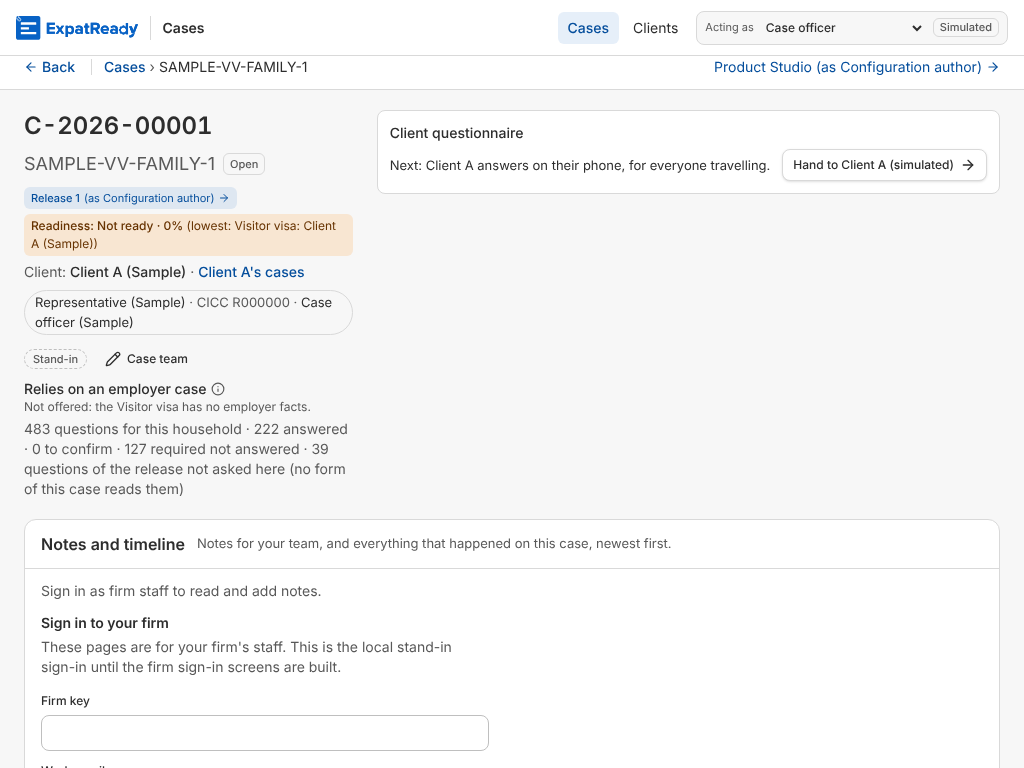 ExpatReady
Cases
Cases
Clients
Acting as
Case officer
Simulated
← Back
Cases › SAMPLE-VV-FAMILY-1
Product Studio (as Configuration author) →
C-2026-00001
SAMPLE-VV-FAMILY-1
Open
Release 1 (as Configuration author) →
Readiness: Not ready · 0% (lowest: Visitor visa: Client
A (Sample))
Client: Client A (Sample) · Client A's cases
Representative (Sample) · CICC R000000 · Case
officer (Sample)
Stand-in
Case team
Relies on an employer case
Not offered: the Visitor visa has no employer facts.
483 questions for this household · 222 answered
· 0 to confirm · 127 required not answered · 39
questions of the release not asked here (no form
of this case reads them)
Client questionnaire
Next: Client A answers on their phone, for everyone travelling.
Hand to Client A (simulated) →
Notes and timeline
Notes for your team, and everything that happened on this case, newest first.
Sign in as firm staff to read and add notes.
Sign in to your firm
These pages are for your firm's staff. This is the local stand-in
sign-in until the firm sign-in screens are built.
Firm key